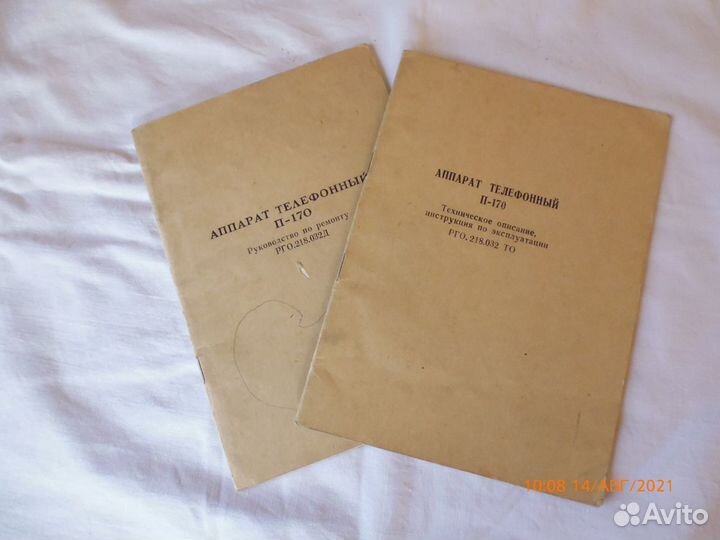 АППАРАТ ТЕЛЕФОННЫЙ
П-170
Руководство по ремонту
РГО.218.032Д
АППАРАТ ТЕЛЕФОННЫЙ
П-170
Техническое описание,
инструкция по эксплуатации
РГО.218.032 ТО
10:08 14/АВГ/2021
Avito